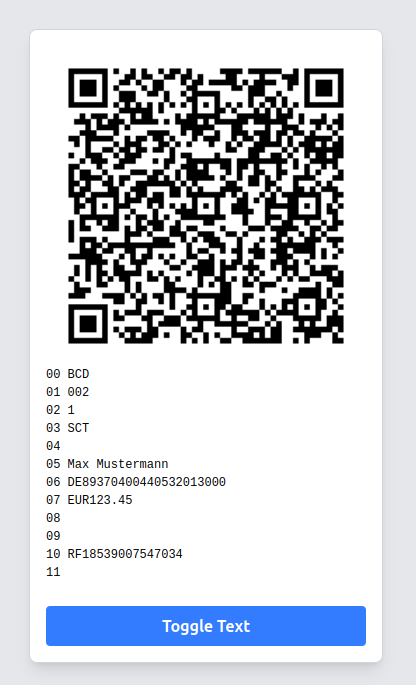 00 BCD
01 002
02 1
03 SCT
04
05 Max Mustermann
06 DE89370400440532013000
07 EUR123.45
08
09
10 RF18539007547034
11
Toggle Text